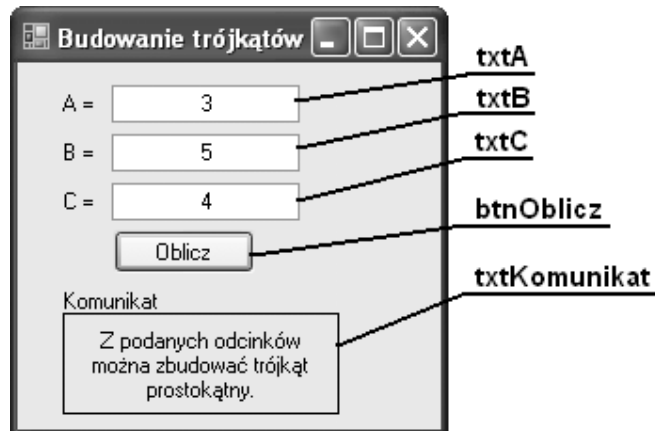 Budowanie trójkątów
A = 3
txtA
B = 5
txtB
C = 4
txtC
Oblicz
btnOblicz
Komunikat
txtKomunikat
Z podanych odcinków
można zbudować trójkąt
prostokątny.